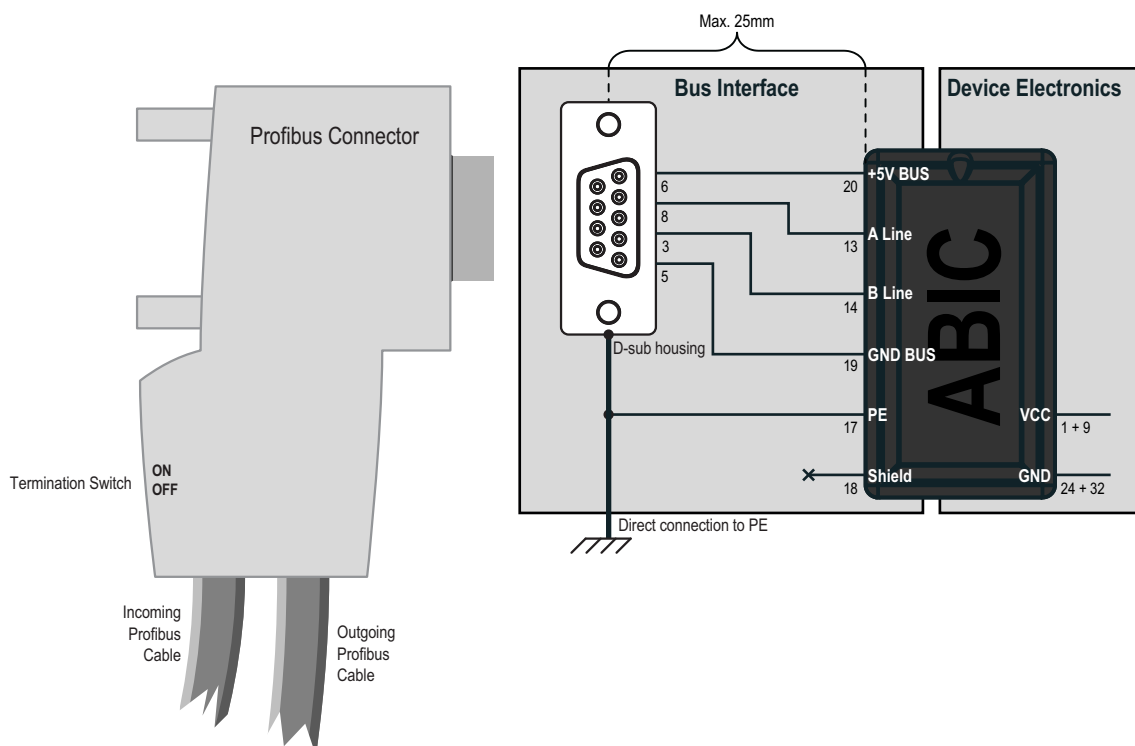 Max. 25mm
Profibus Connector
Termination Switch
ON
OFF
Incoming
Profibus
Cable
Outgoing
Profibus
Cable
Bus Interface
Device Electronics
6
8
3
5
D-sub housing
Direct connection to PE
20
13
14
19
17
18
+5V BUS
A Line
B Line
GND BUS
PE
Shield
ABIC
VCC
GND
1 + 9
24 + 32